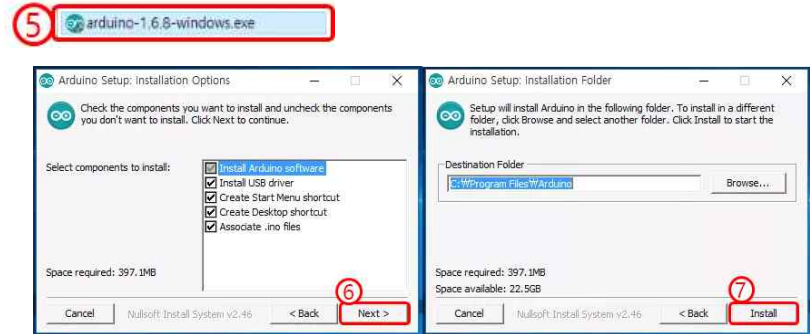 ⑤ arduino-1.6.8-windows.exe
Arduino Setup: Installation Options
Check the components you want to install and uncheck the components
you don't want to install. Click Next to continue.
Select components to install:
Install Arduino software
Install USB driver
Create Start Menu shortcut
Create Desktop shortcut
Associate .ino files
Space required: 397.1MB
⑥
Cancel
Nullsoft Install System v2.46
< Back
Next >
Arduino Setup: Installation Folder
Setup will install Arduino in the following folder. To install in a different
folder, click Browse and select another folder. Click Install to start the
installation.
Destination Folder
C:₩Program Files₩Arduino
Browse...
Space required: 397.1MB
Space available: 22.5GB
⑦
Cancel
Nullsoft Install System v2.46
< Back
Install